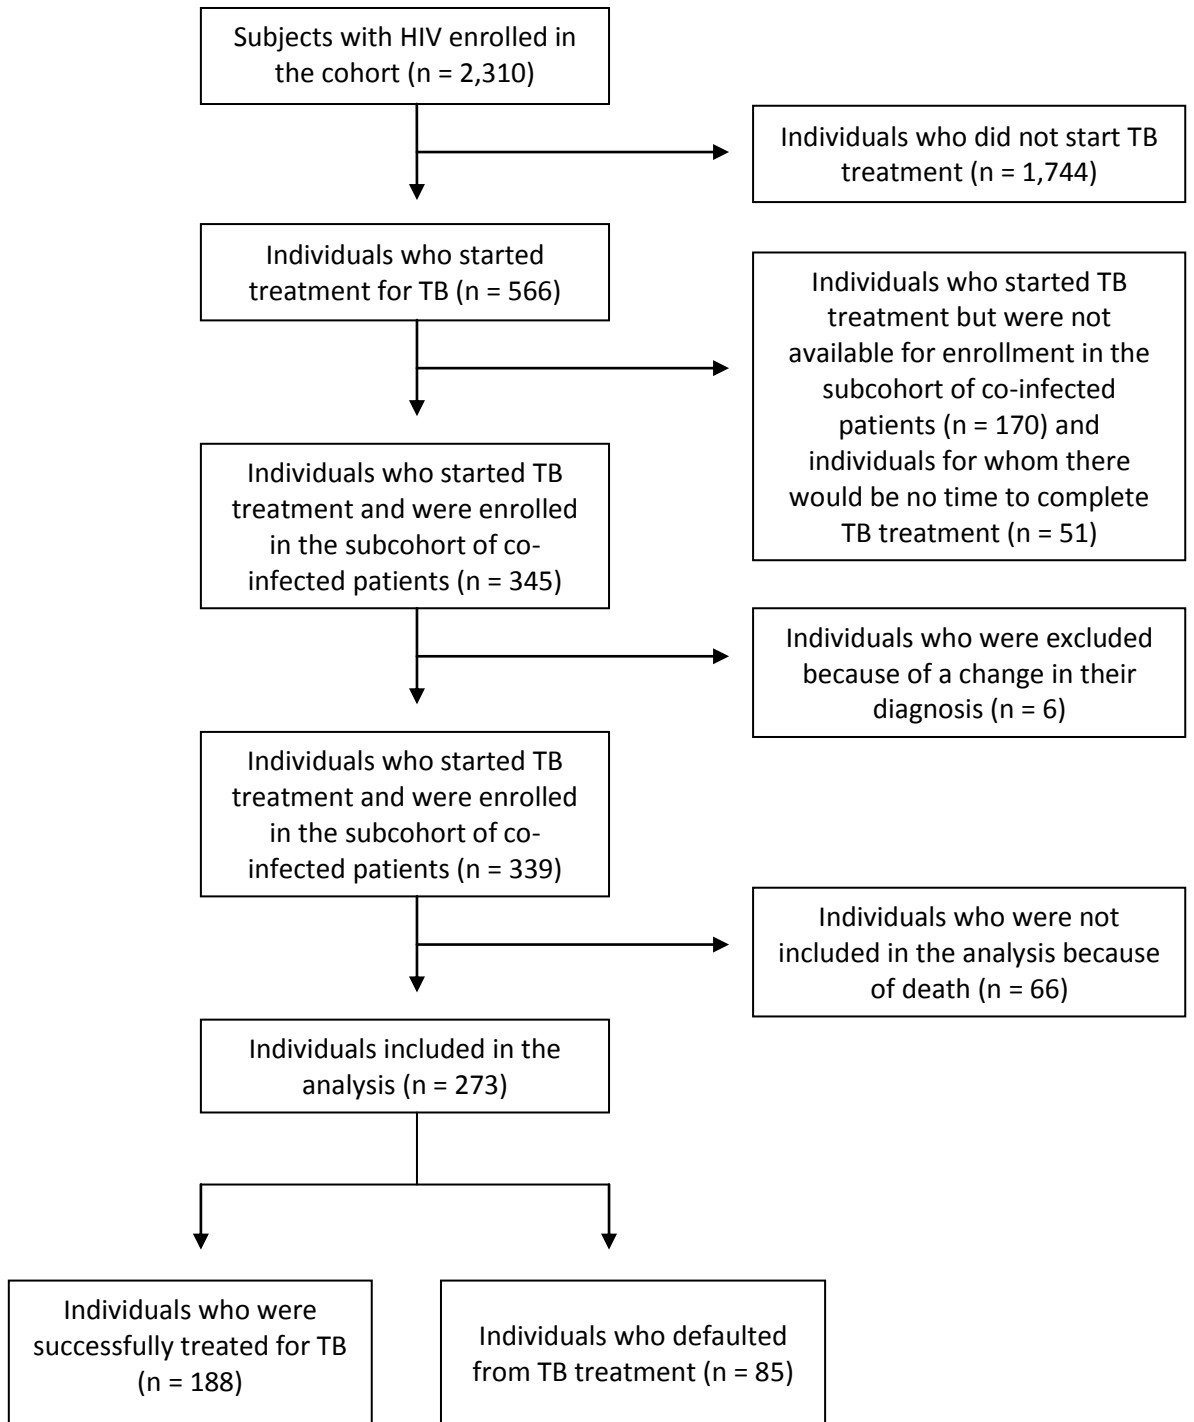 Subjects with HIV enrolled in
the cohort (n = 2,310)
Individuals who did not start TB
treatment (n = 1,744)
Individuals who started
treatment for TB (n = 566)
Individuals who started TB
treatment but were not
available for enrollment in the
subcohort of co-infected
patients (n = 170) and
individuals for whom there
would be no time to complete
TB treatment (n = 51)
Individuals who started TB
treatment and were enrolled
in the subcohort of co-
infected patients (n = 345)
Individuals who were excluded
because of a change in their
diagnosis (n = 6)
Individuals who started TB
treatment and were enrolled
in the subcohort of co-
infected patients (n = 339)
Individuals who were not
included in the analysis because
of death (n = 66)
Individuals included in the
analysis (n = 273)
Individuals who were
successfully treated for TB
(n = 188)
Individuals who defaulted
from TB treatment (n = 85)